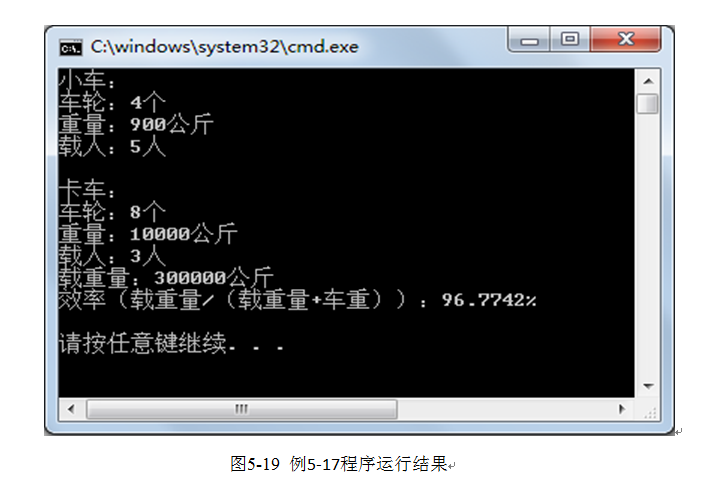 C:\windows\system32\cmd.exe
小车:
车轮:4个
重量:900公斤
载人:5人
卡车:
车轮:8个
重量:10000公斤
载人:3人
载重量:300000公斤
效率(载重量/(载重量+车重)):96.7742%
请按任意键继续. . .
图5-19 例5-17程序运行结果